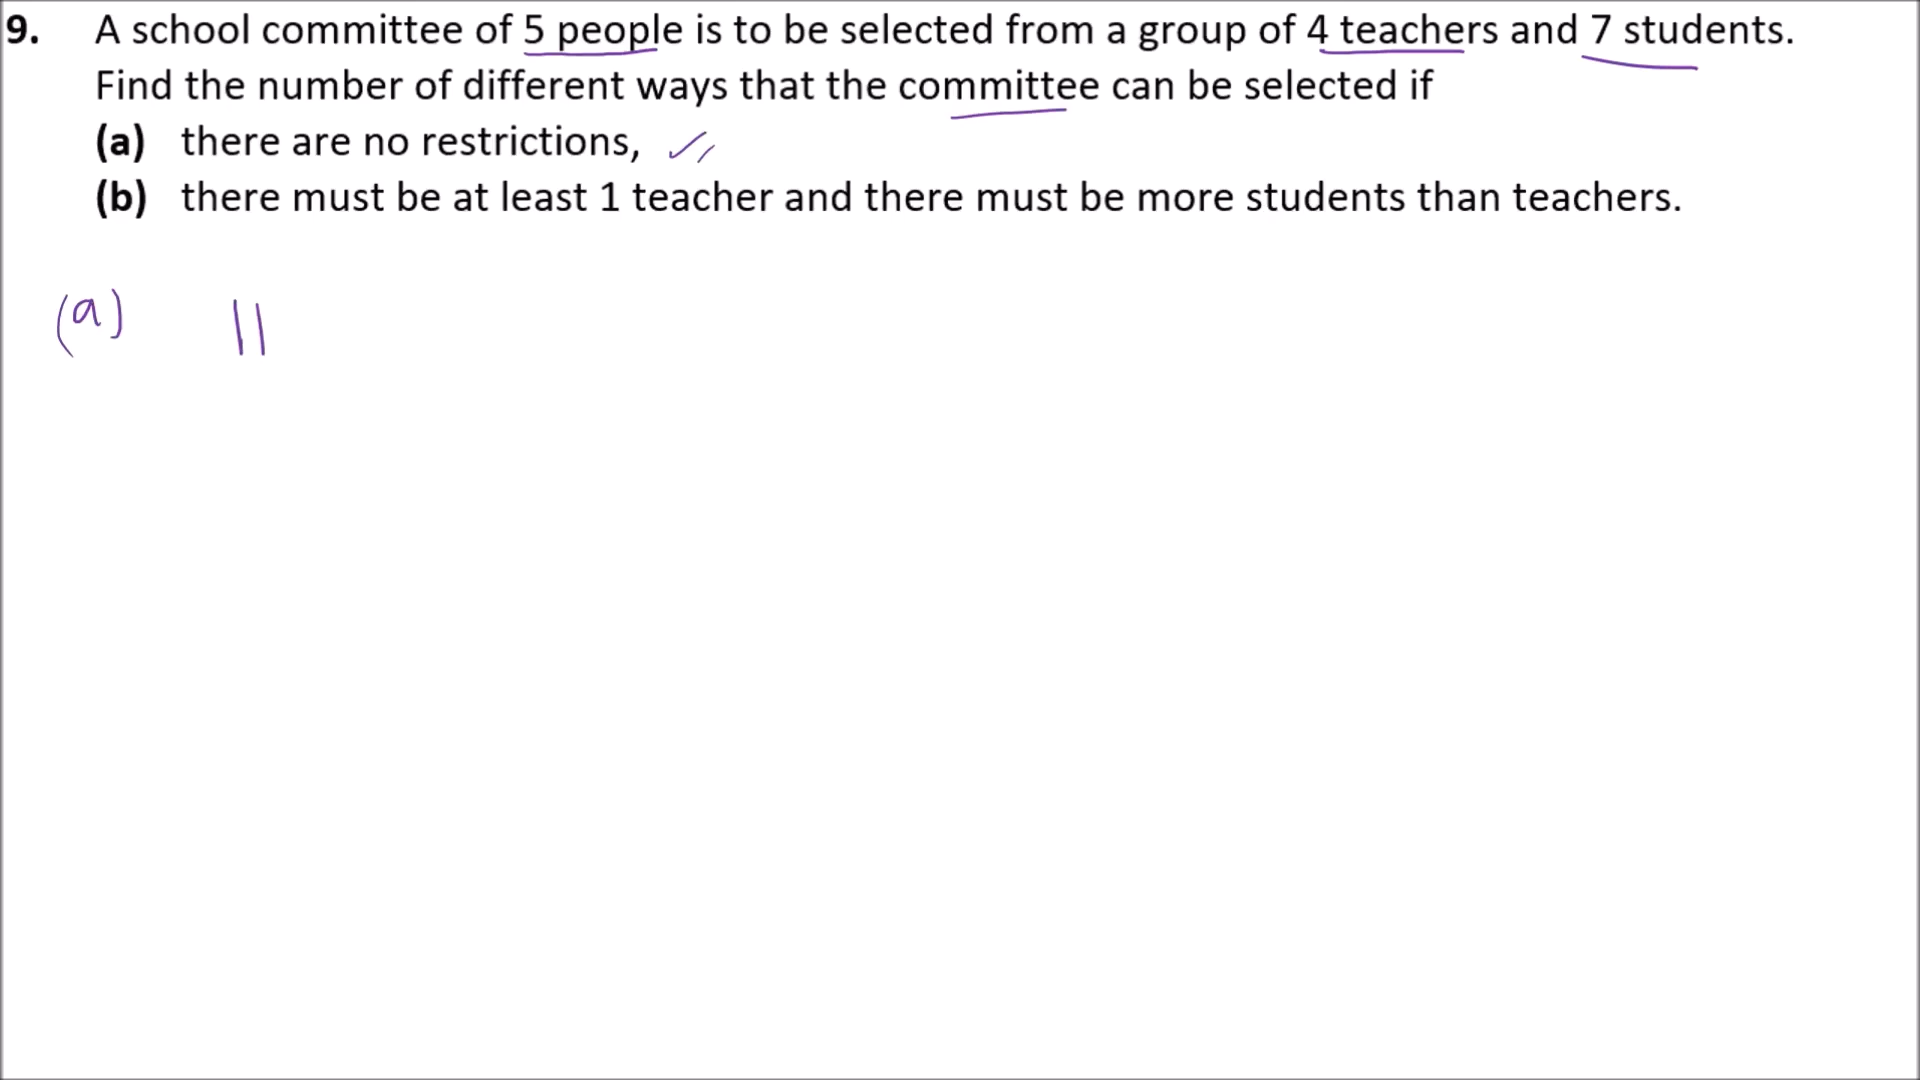 9. A school committee of 5 people is to be selected from a group of 4 teachers and 7 students.
Find the number of different ways that the committee can be selected if
(a) there are no restrictions,
(b) there must be at least 1 teacher and there must be more students than teachers.
(a) 11